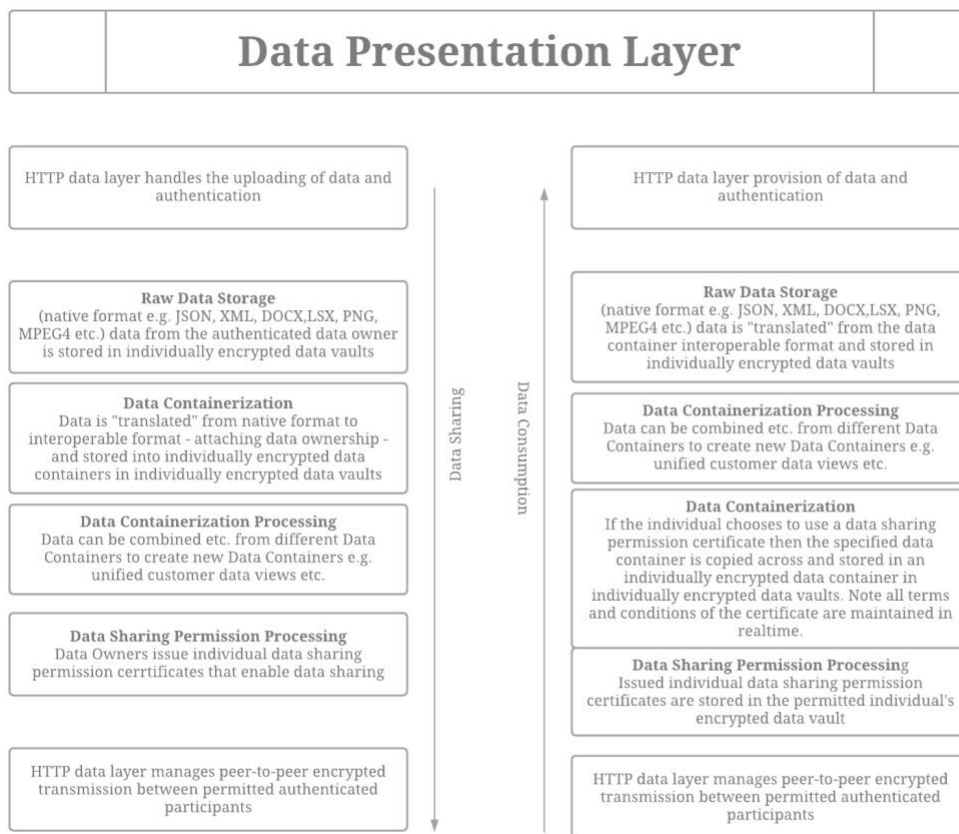 Data Presentation Layer
HTTP data layer handles the uploading of data and
authentication
Raw Data Storage
(native format e.g. JSON, XML, DOCX,LSX, PNG,
MPEG4 etc.) data from the authenticated data owner
is stored in individually encrypted data vaults
Data Containerization
Data is "translated" from native format to
interoperable format - attaching data ownership -
and stored into individually encrypted data
containers in individually encrypted data vaults
Data Containerization Processing
Data can be combined etc. from different Data
Containers to create new Data Containers e.g.
unified customer data views etc.
Data Sharing Permission Processing
Data Owners issue individual data sharing
permission cerrtificates that enable data sharing
HTTP data layer manages peer-to-peer encrypted
transmission between permitted authenticated
participants
Data Sharing
Data Consumption
HTTP data layer provision of data and
authentication
Raw Data Storage
(native format e.g. JSON, XML, DOCX,LSX, PNG,
MPEG4 etc.) data is "translated" from the data
container interoperable format and stored in
individually encrypted data vaults
Data Containerization Processing
Data can be combined etc. from different Data
Containers to create new Data Containers e.g.
unified customer data views etc.
Data Containerization
If the individual chooses to use a data sharing
permission certificate then the specified data
container is copied across and stored in an
individually encrypted data container in
individually encrypted data vaults. Note all terms
and conditions of the certificate are maintained in
realtime.
Data Sharing Permission Processing
Issued individual data sharing permission
certificates are stored in the permitted individual's
encrypted data vault
HTTP data layer manages peer-to-peer encrypted
transmission between permitted authenticated
participants